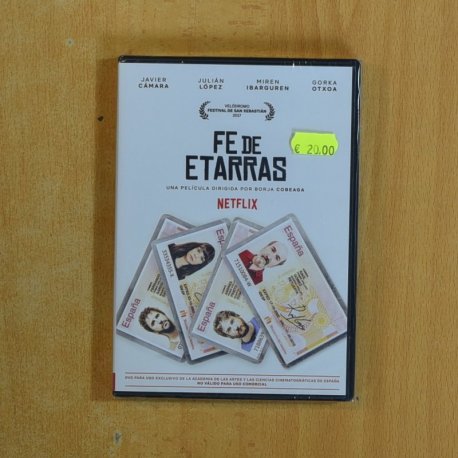 JAVIER CÁMARA
JULIÁN LÓPEZ
MIREN IBARGUREN
GORKA OTXOA
VELÓDROMO
FESTIVAL DE SAN SEBASTIÁN
2017
FE DE
ETARRAS
€ 20,00
UNA PELÍCULA DIRIGIDA POR BORJA COBEAGA
NETFLIX
España
España
España
España
DVD PARA USO EXCLUSIVO DE LA ACADEMIA DE LAS ARTES Y LAS CIENCIAS CINEMATOGRÁFICAS DE ESPAÑA
NO VÁLIDO PARA USO COMERCIAL